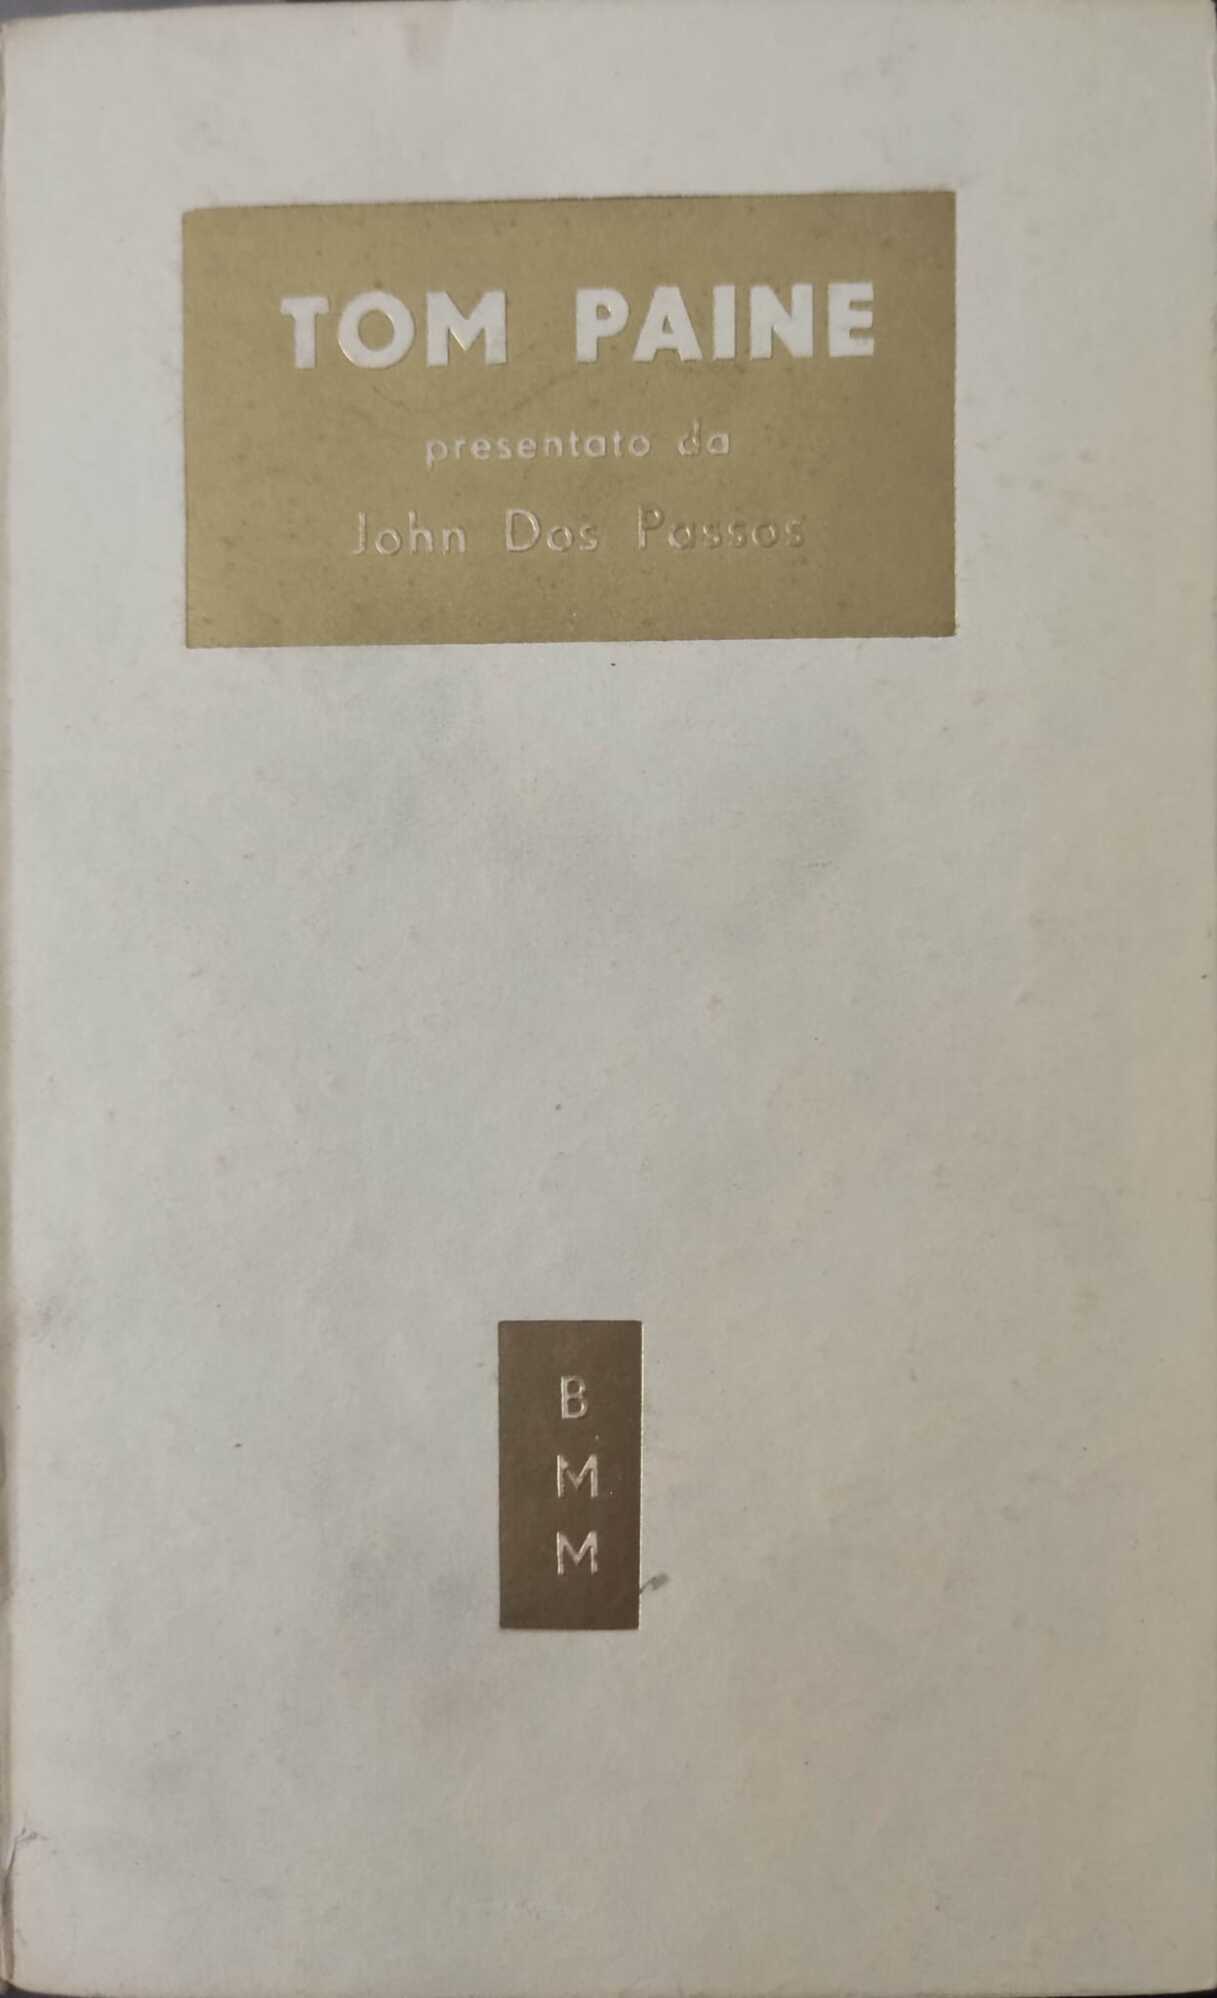 TOM PAINE
presentato da
John Dos Passos
B
M
M